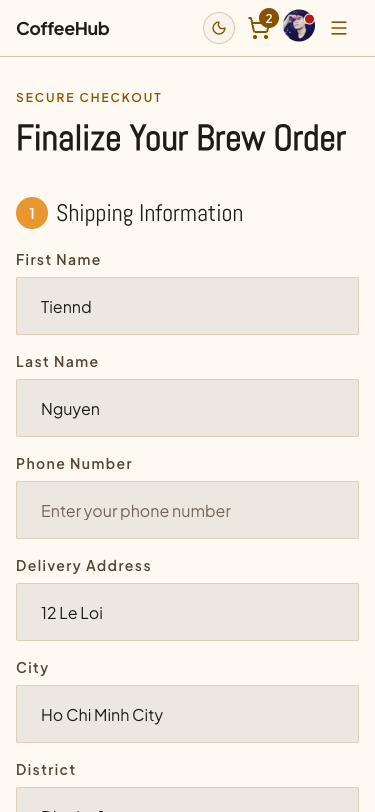 CoffeeHub
2
SECURE CHECKOUT
Finalize Your Brew Order
1 Shipping Information
First Name
Tiennd
Last Name
Nguyen
Phone Number
Enter your phone number
Delivery Address
12 Le Loi
City
Ho Chi Minh City
District